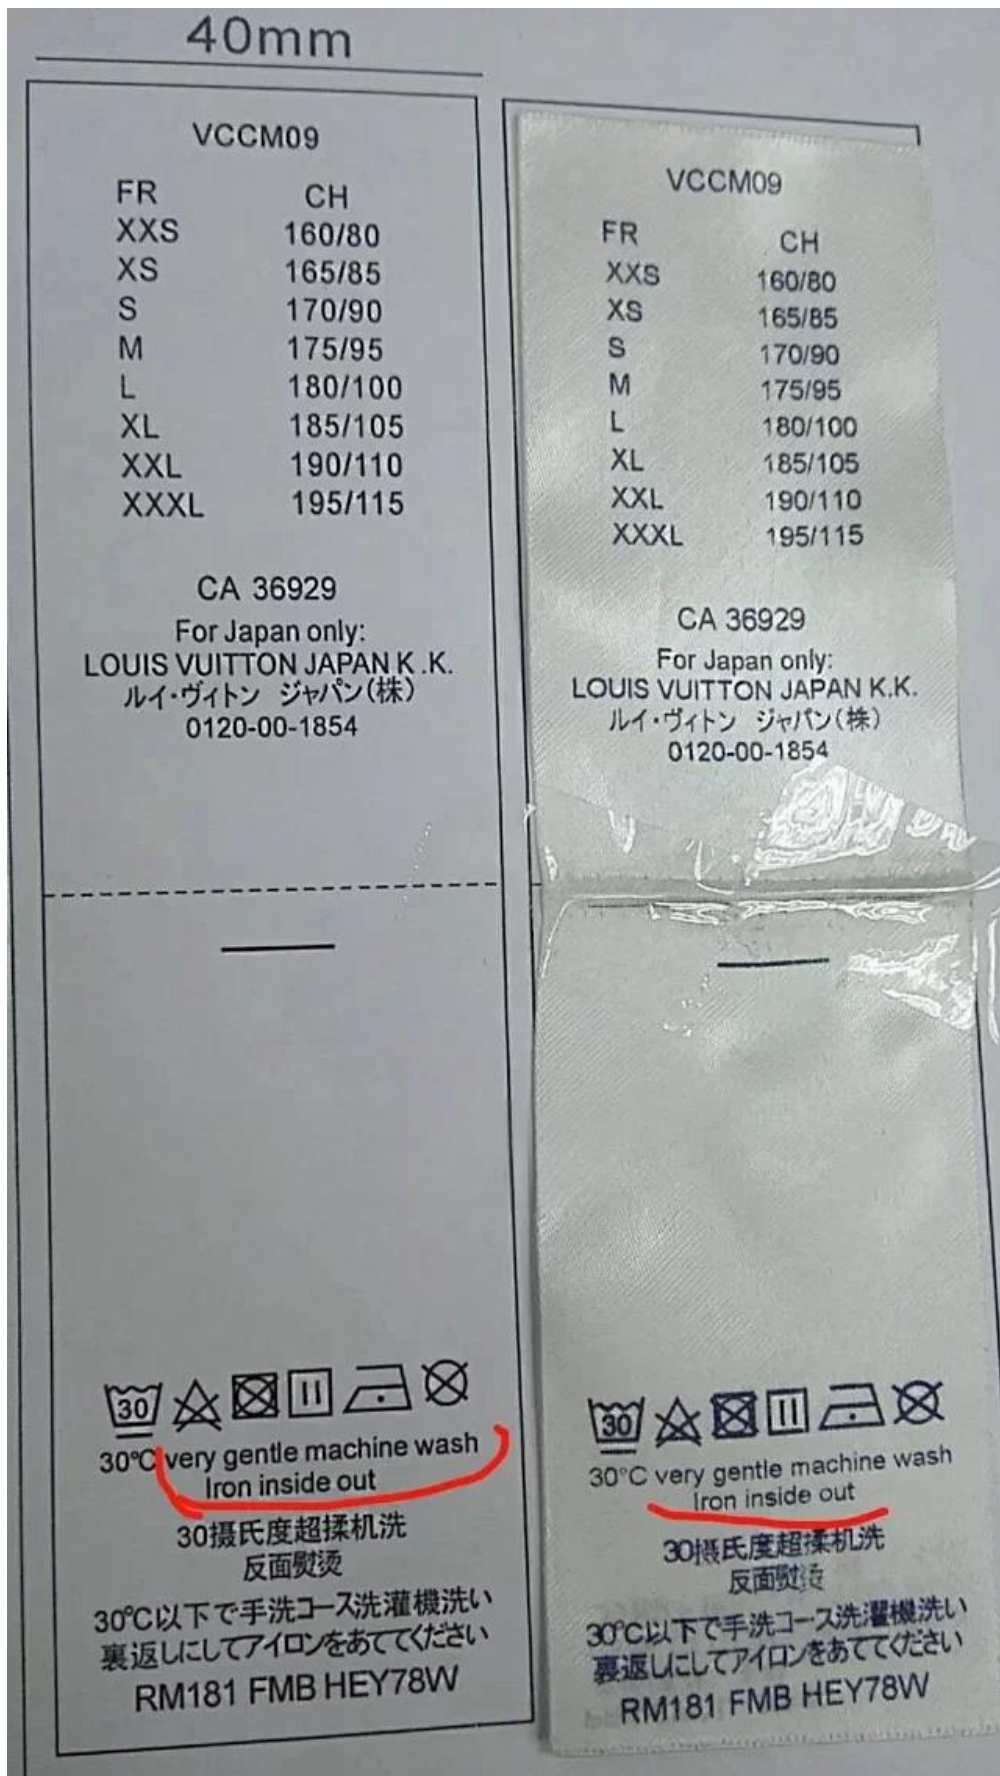 40mm
VCCM09
FR CH
XXS 160/80
XS 165/85
S 170/90
M 175/95
L 180/100
XL 185/105
XXL 190/110
XXXL 195/115
CA 36929
For Japan only:
LOUIS VUITTON JAPAN K .K.
ルイ・ヴィトン ジャパン(株)
0120-00-1854
30
30℃ very gentle machine wash
Iron inside out
30摄氏度超揉机洗
反面熨烫
30℃以下で手洗コース洗灌機洗い
裏返しにしてアイロンをあててください
RM181 FMB HEY78W
VCCM09
FR CH
XXS 160/80
XS 165/85
S 170/90
M 175/95
L 180/100
XL 185/105
XXL 190/110
XXXL 195/115
CA 36929
For Japan only:
LOUIS VUITTON JAPAN K.K.
ルイ・ヴィトン ジャパン(株)
0120-00-1854
30
30°C very gentle machine wash
Iron inside out
30摄氏度超揉机洗
反面熨烫
30℃以下で手洗コース洗濯機洗い
裏返しにしてアイロンをあててください
RM181 FMB HEY78W